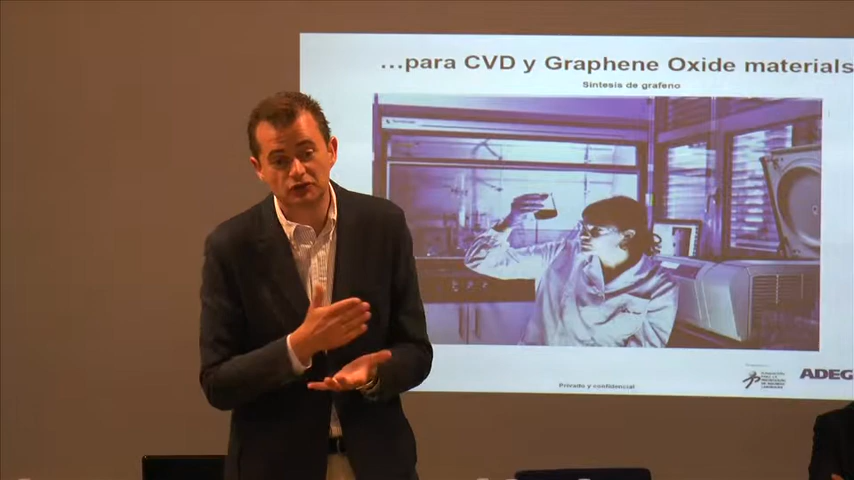 ...para CVD y Graphene Oxide materials
Síntesis de grafeno
Privado y confidencial
ADEG